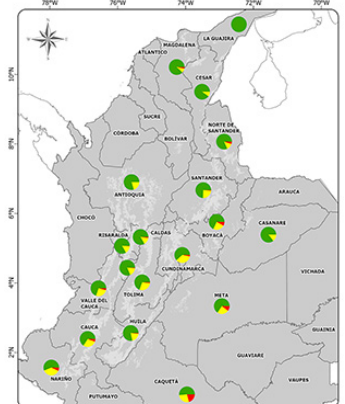 78°W 76°W 74°W 72°W 70°W
LA GUAJIRA
MAGDALENA
ATLANTICO
10°N
CESAR
SUCRE
NORTE DE
SANTANDER
CÓRDOBA
BOLÍVAR
8°N
SANTANDER
ANTIOQUIA
ARAUCA
6°N
CHOCO
CASANARE
RISARALDA
CALDAS
BOYACÁ
CUNDINAMARCA
VICHADA
4°N
VALLE DEL
CAUCA
TOLIMA
META
HUILA
GUAINIA
CAUCA
2°N
GUAVIARE
NARIÑO
CAQUETÁ
VAUPES
PUTUMAYO